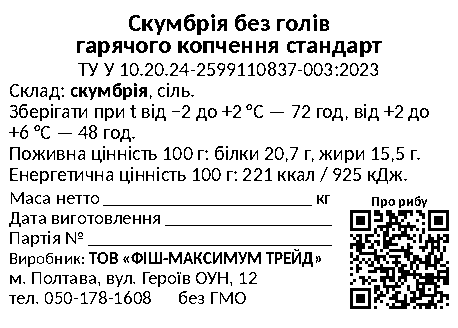 Скумбрія без голів
гарячого копчення стандарт
ТУ У 10.20.24-2599110837-003:2023
Склад: скумбрія, сіль.
Зберігати при t від −2 до +2 °C — 72 год, від +2 до
+6 °C — 48 год.
Поживна цінність 100 г: білки 20,7 г, жири 15,5 г.
Енергетична цінність 100 г: 221 ккал / 925 кДж.
Маса нетто ____________________ кг
Про рибу
Дата виготовлення ________________
Партія № _______________________
Виробник: ТОВ «ФІШ-МАКСИМУМ ТРЕЙД»
м. Полтава, вул. Героїв ОУН, 12
тел. 050-178-1608 без ГМО